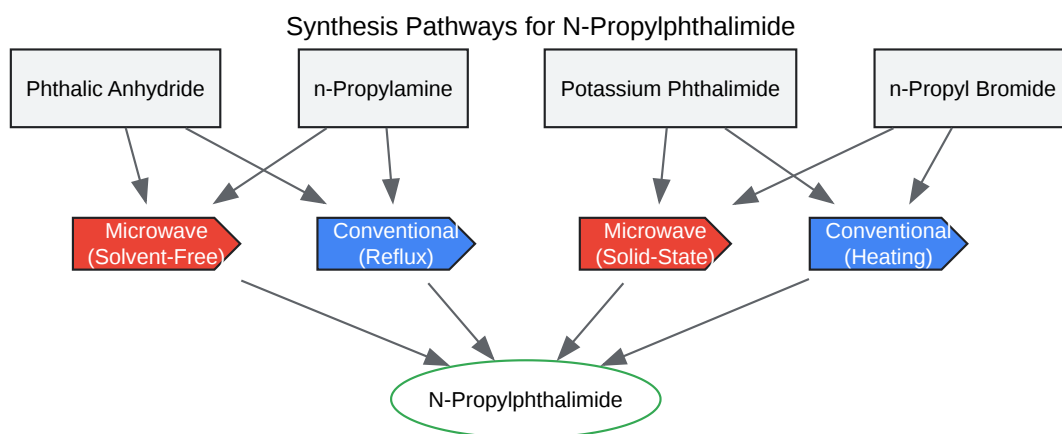 Synthesis Pathways for N-Propylphthalimide
Phthalic Anhydride
n-Propylamine
Potassium Phthalimide
n-Propyl Bromide
Microwave
(Solvent-Free)
Conventional
(Reflux)
Microwave
(Solid-State)
Conventional
(Heating)
N-Propylphthalimide